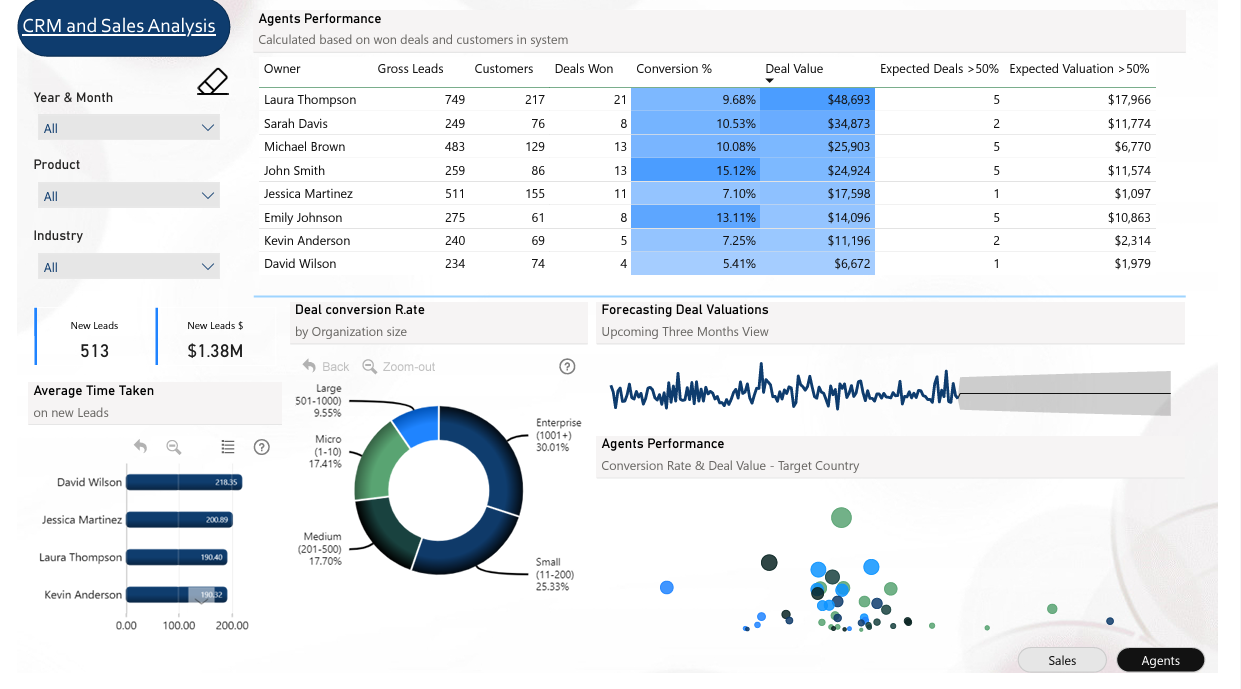 CRM and Sales Analysis
Year & Month
All
Product
All
Industry
All
New Leads
513
New Leads $
$1.38M
Agents Performance
Calculated based on won deals and customers in system
Owner Gross Leads Customers Deals Won Conversion % Deal Value Expected Deals >50% Expected Valuation >50%
Laura Thompson 749 217 21 9.68% $48,693 5 $17,966
Sarah Davis 249 76 8 10.53% $34,873 2 $11,774
Michael Brown 483 129 13 10.08% $25,903 5 $6,770
John Smith 259 86 13 15.12% $24,924 5 $11,574
Jessica Martinez 511 155 11 7.10% $17,598 1 $1,097
Emily Johnson 275 61 8 13.11% $14,096 5 $10,863
Kevin Anderson 240 69 5 7.25% $11,196 2 $2,314
David Wilson 234 74 4 5.41% $6,672 1 $1,979
Average Time Taken
on new Leads
?
David Wilson 218.35
Jessica Martinez 200.89
Laura Thompson 190.40
Kevin Anderson 190.32
0.00 100.00 200.00
Deal conversion Rate
by Organization size
Back Zoom-out ?
Large
501-1000)
9.55%
Micro
(1-10)
17.41%
Medium
(201-500)
17.70%
Enterprise
(1001+)
30.01%
Small
(11-200)
25.33%
Forecasting Deal Valuations
Upcoming Three Months View
Agents Performance
Conversion Rate & Deal Value - Target Country
Sales Agents